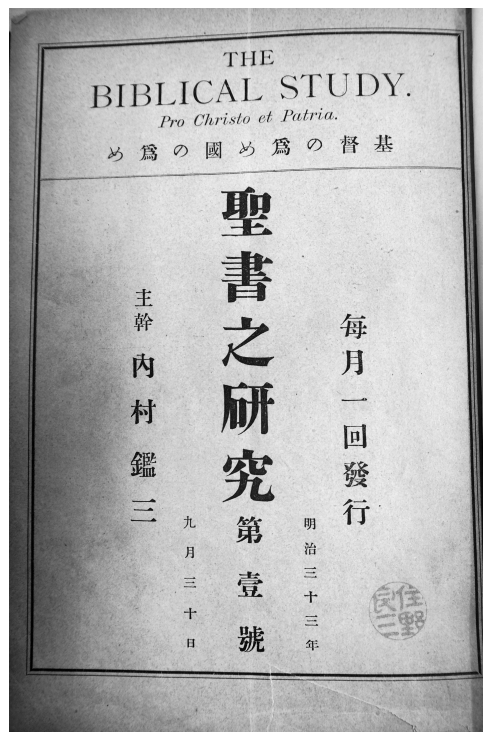 THE
BIBLICAL STUDY.
Pro Christo et Patria.
基督の爲め國の爲め
每月一回發行
明治三十三年
聖書之硏究
第壹號
九月三十日
主幹 內村鑑三